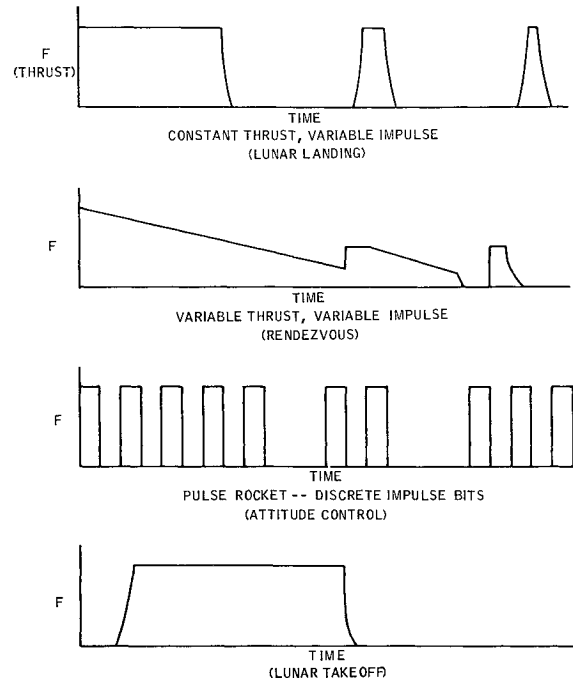 F
(THRUST)
TIME
CONSTANT THRUST, VARIABLE IMPULSE
(LUNAR LANDING)
F
TIME
VARIABLE THRUST, VARIABLE IMPULSE
(RENDEZVOUS)
F
TIME
PULSE ROCKET -- DISCRETE IMPULSE BITS
(ATTITUDE CONTROL)
F
TIME
(LUNAR TAKEOFF)